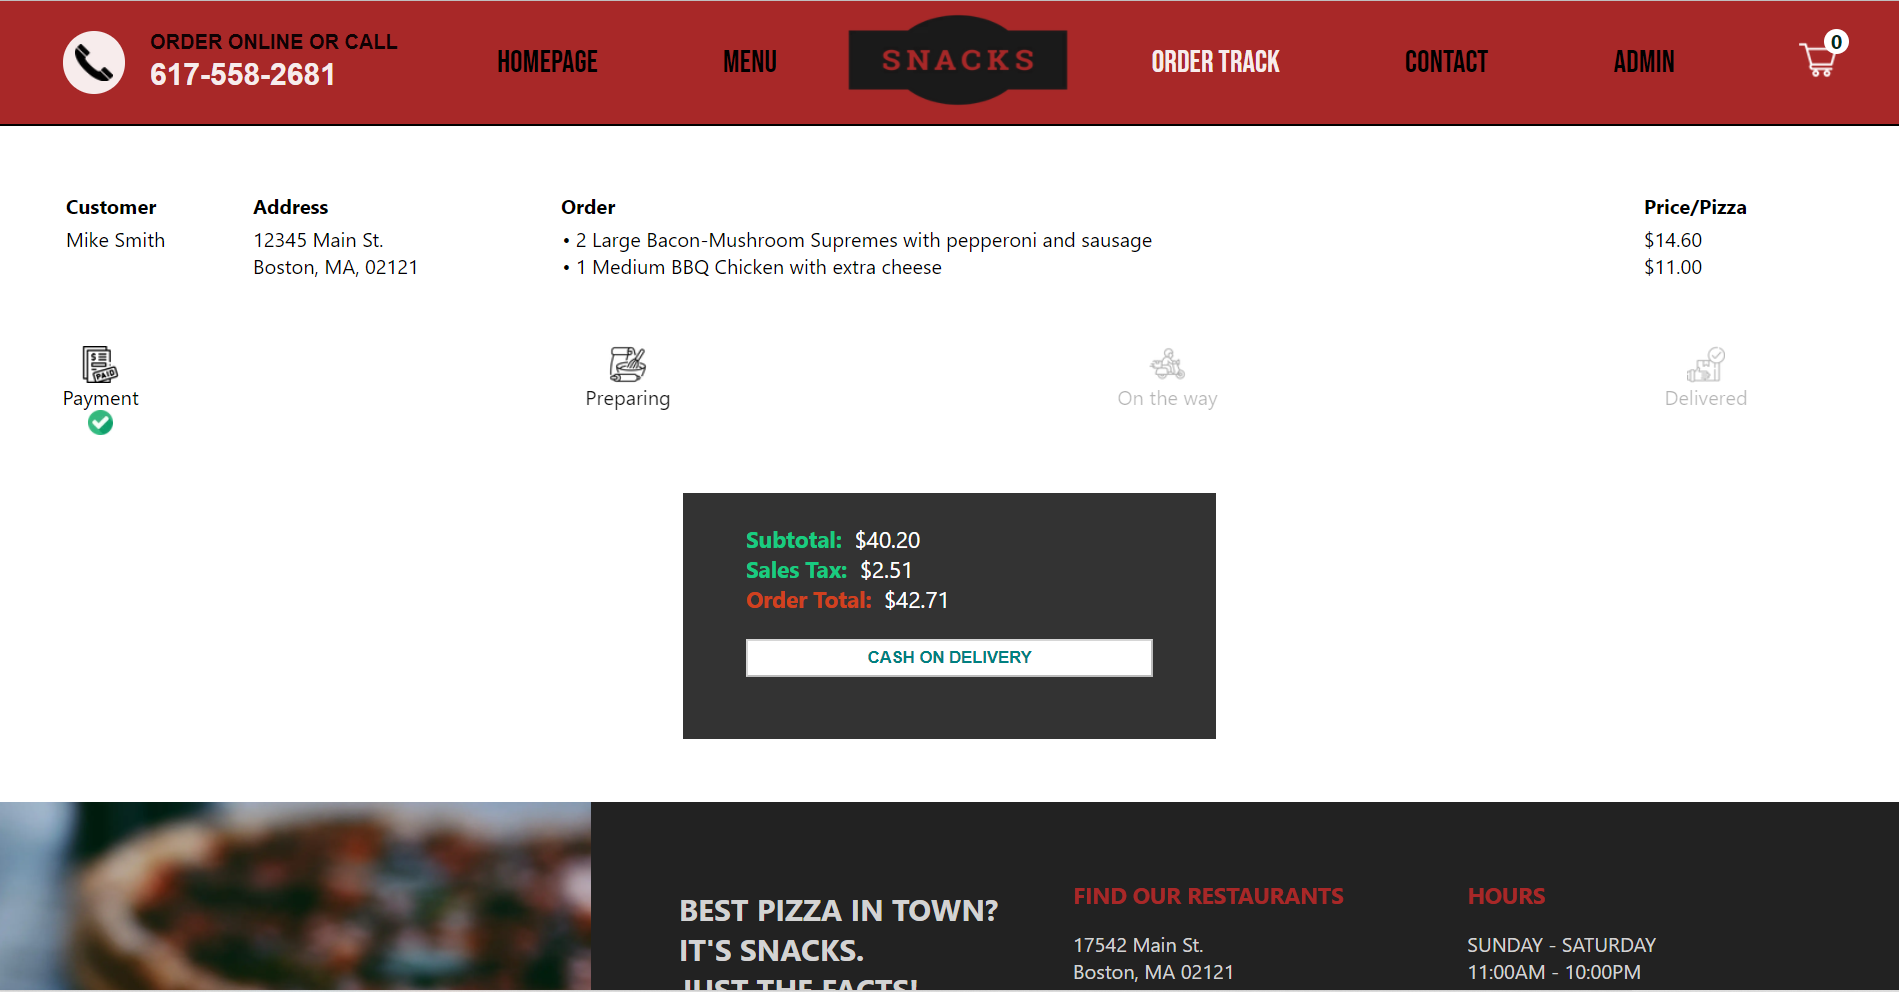 ORDER ONLINE OR CALL
617-558-2681
HOMEPAGE
MENU
SNACKS
ORDER TRACK
CONTACT
ADMIN
0
Customer
Address
Order
Price/Pizza
Mike Smith
12345 Main St.
Boston, MA, 02121
• 2 Large Bacon-Mushroom Supremes with pepperoni and sausage
• 1 Medium BBQ Chicken with extra cheese
$14.60
$11.00
PAID
Payment
Preparing
On the way
Delivered
Subtotal: $40.20
Sales Tax: $2.51
Order Total: $42.71
CASH ON DELIVERY
BEST PIZZA IN TOWN?
IT'S SNACKS.
JUST THE FACTS!
FIND OUR RESTAURANTS
17542 Main St.
Boston, MA 02121
HOURS
SUNDAY - SATURDAY
11:00AM - 10:00PM